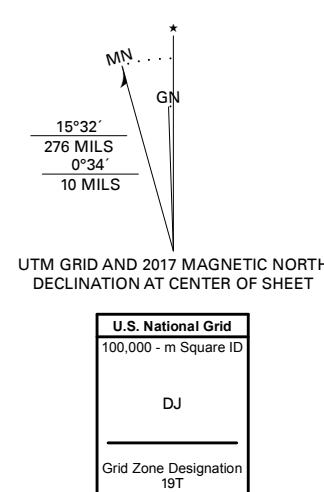 ★
MN
GN
15°32´
276 MILS
0°34´
10 MILS
UTM GRID AND 2017 MAGNETIC NORTH
DECLINATION AT CENTER OF SHEET
U.S. National Grid
100,000 - m Square ID
DJ
Grid Zone Designation
19T